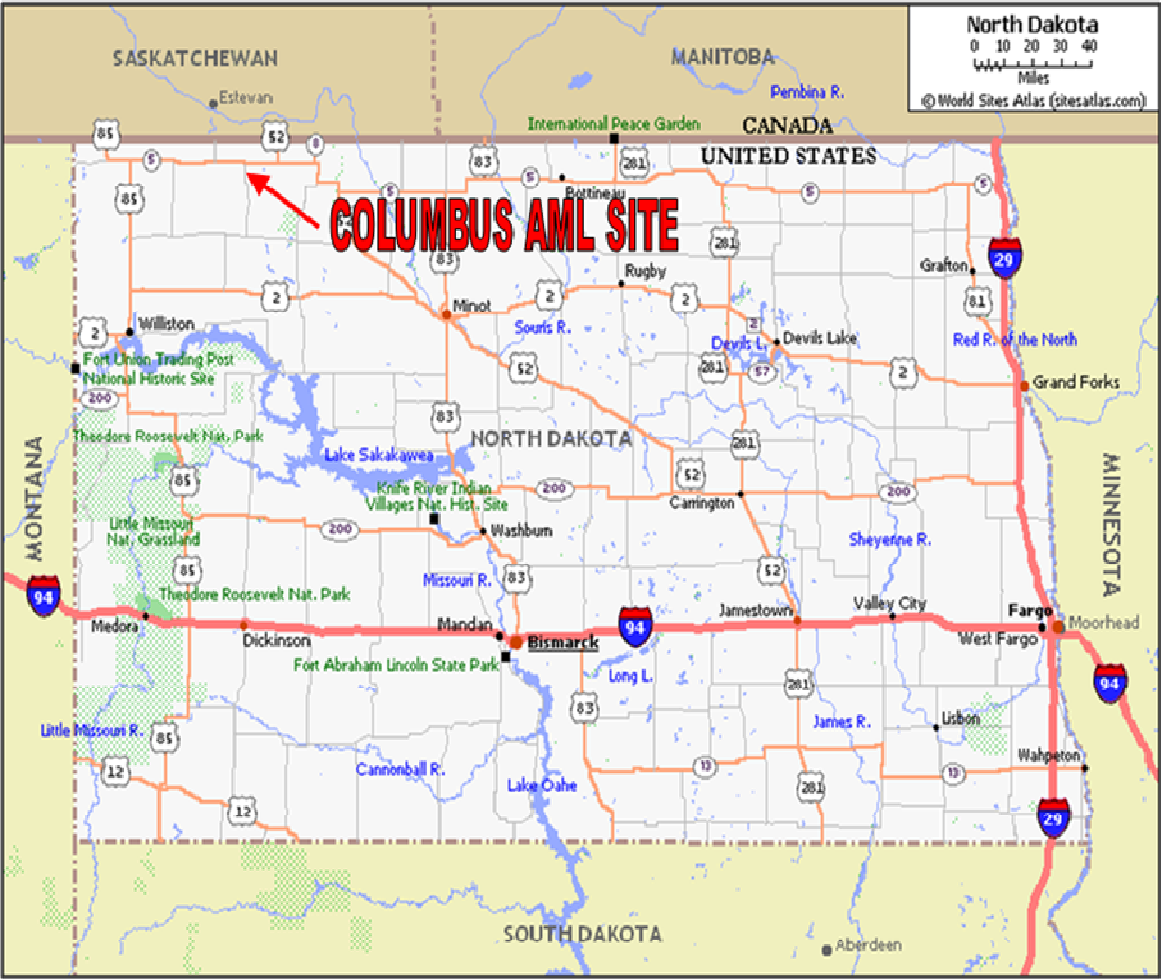 North Dakota
0 10 20 30 40
Miles
© World Sites Atlas (sitesatlas.com)
SASKATCHEWAN
MANITOBA
Estevan
Pembina R.
International Peace Garden
CANADA
UNITED STATES
85
52
8
83
281
5
5
5
5
5
Bottineau
85
COLUMBUS AML SITE
83
281
29
Grafton
Rugby
2
2
2
81
Minot
Souris R.
2
Devils L.
Devils Lake
Red R. of the North
2
Williston
Fort Union Trading Post
National Historic Site
52
281
57
2
Grand Forks
200
83
Theodore Roosevelt Nat. Park
NORTH DAKOTA
281
Lake Sakakawea
MONTANA
MINNESOTA
85
52
Knife River Indian
Villages Nat. Hist. Site
200
Carrington
200
Little Missouri
Nat. Grassland
200
Washburn
Sheyenne R.
85
Missouri R.
83
52
94
Theodore Roosevelt Nat. Park
Medora
Dickinson
Mandan
Bismarck
94
Jamestown
Valley City
Fargo
West Fargo
Moorhead
Fort Abraham Lincoln State Park
Long L.
281
94
83
Little Missouri R.
85
James R.
Lisbon
12
Cannonball R.
Lake Oahe
13
13
Wahpeton
12
281
29
SOUTH DAKOTA
Aberdeen